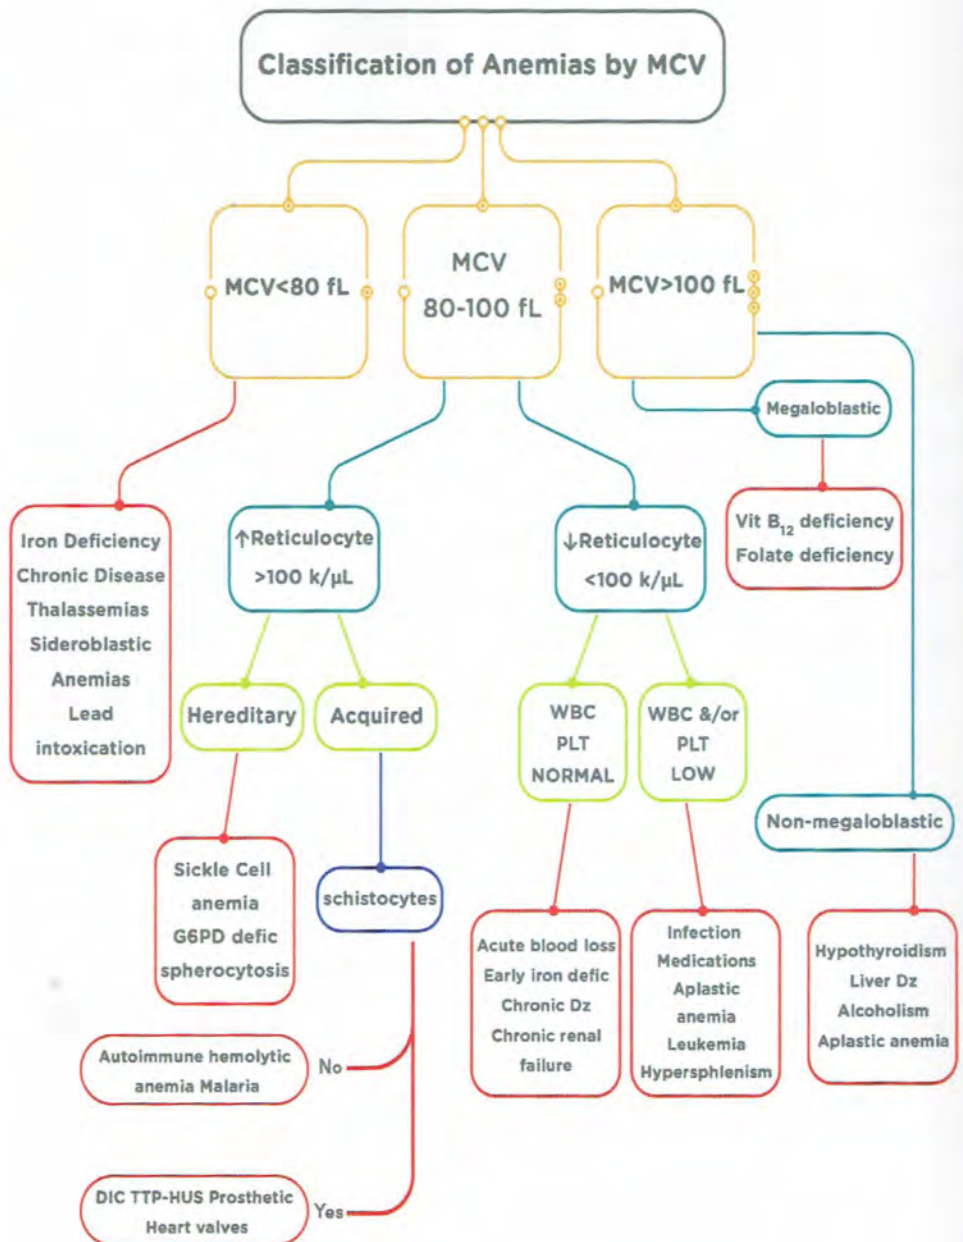 Classification of Anemias by MCV
MCV<80 fL
MCV
80-100 fL
MCV>100 fL
Megaloblastic
Vit B₁₂ deficiency
Folate deficiency
Iron Deficiency
Chronic Disease
Thalassemias
Sideroblastic
Anemias
Lead
intoxication
↑Reticulocyte
>100 k/µL
↓Reticulocyte
<100 k/µL
Hereditary
Acquired
WBC
PLT
NORMAL
WBC &/or
PLT
LOW
Non-megaloblastic
Sickle Cell
anemia
G6PD defic
spherocytosis
schistocytes
Acute blood loss
Early iron defic
Chronic Dz
Chronic renal
failure
Infection
Medications
Aplastic
anemia
Leukemia
Hypersphlenism
Hypothyroidism
Liver Dz
Alcoholism
Aplastic anemia
Autoimmune hemolytic
anemia Malaria
No
DIC TTP-HUS Prosthetic
Heart valves
Yes